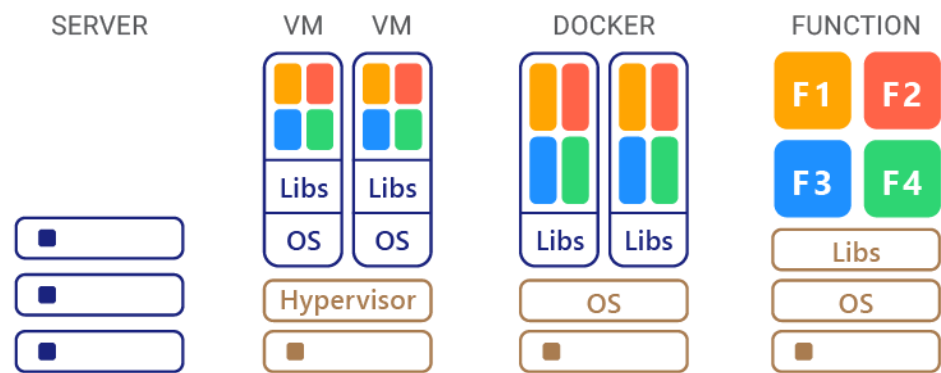 SERVER
VM VM
DOCKER
FUNCTION
Libs Libs
OS OS
Hypervisor
Libs Libs
OS
F1 F2
F3 F4
Libs
OS